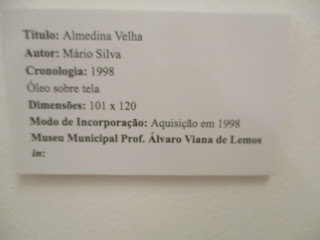 Título: Almedina Velha
Autor: Mário Silva
Cronologia: 1998
Óleo sobre tela
Dimensões: 101 x 120
Modo de Incorporação: Aquisição em 1998
Museu Municipal Prof. Álvaro Viana de Lemos
in: